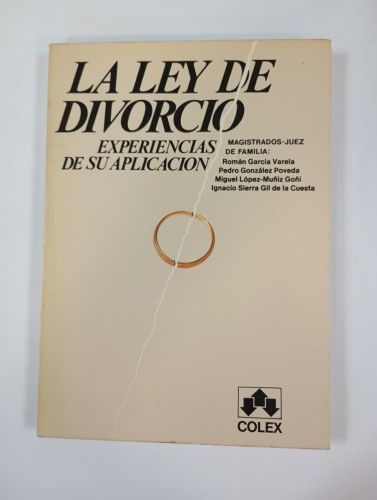 LA LEY DE
DIVORCIO
EXPERIENCIAS
DE SU APLICACION
MAGISTRADOS-JUEZ
DE FAMILIA:
Román García Varela
Pedro González Poveda
Miguel López-Muñiz Goñi
Ignacio Sierra Gil de la Cuesta
COLEX